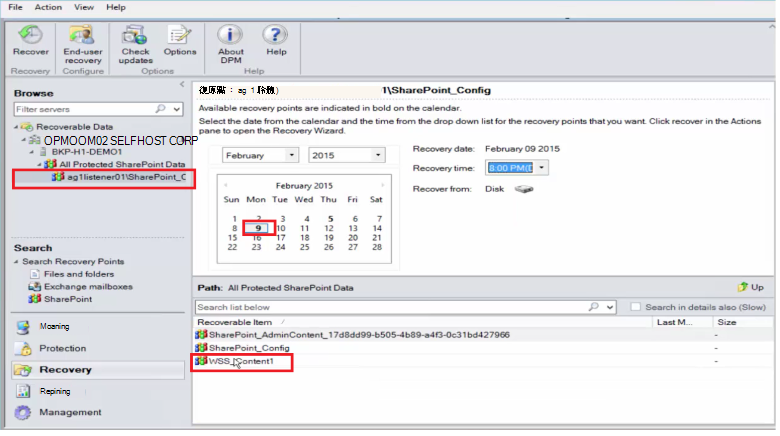 File Action View Help
Recover End-user recovery Check updates Options About DPM Help
Recovery Configure Options Help
Browse
Filter servers
Recoverable Data
OPMOOM02 SELFHOST CORP
BKP-H1-DEMO1
All Protected SharePoint Data
ag1listener01\SharePoint_C
Search
Search Recovery Points
Files and folders
Exchange mailboxes
SharePoint
Moaning
Protection
Recovery
Repining
Management
ag 1 1\SharePoint_Config
Available recovery points are indicated in bold on the calendar.
Select the date from the calendar and the time from the drop down list for the recovery points that you want. Click recover in the Actions
pane to open the Recovery Wizard.
February 2015
February 2015
Sun Mon Tue Wed Thu Fri Sat
1 2 3 4 5 6 7
8 9 10 11 12 13 14
15 16 17 18 19 20 21
22 23 24 25 26 27 28
Recovery date: February 09 2015
Recovery time: 8:00 PM(D
Recover from: Disk
Path: All Protected SharePoint Data Up
Search list below Search in details also (Slow)
Recoverable Item Last M... Size
SharePoint_AdminContent_17d8dd99-b505-4b89-a4f3-0c31bd427966 -
SharePoint_Config -
WSS_Content1 -